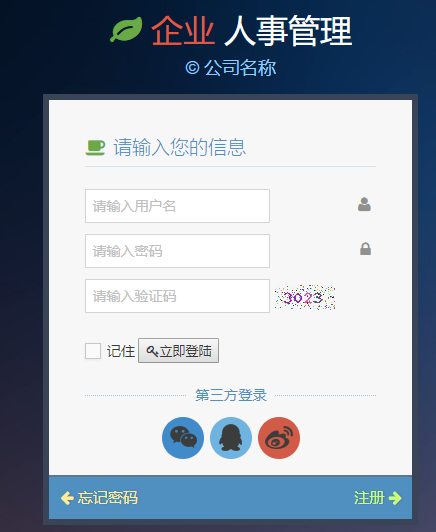 企业 人事管理
© 公司名称
请输入您的信息
请输入用户名
请输入密码
请输入验证码 3023
记住 立即登陆
第三方登录
忘记密码 注册